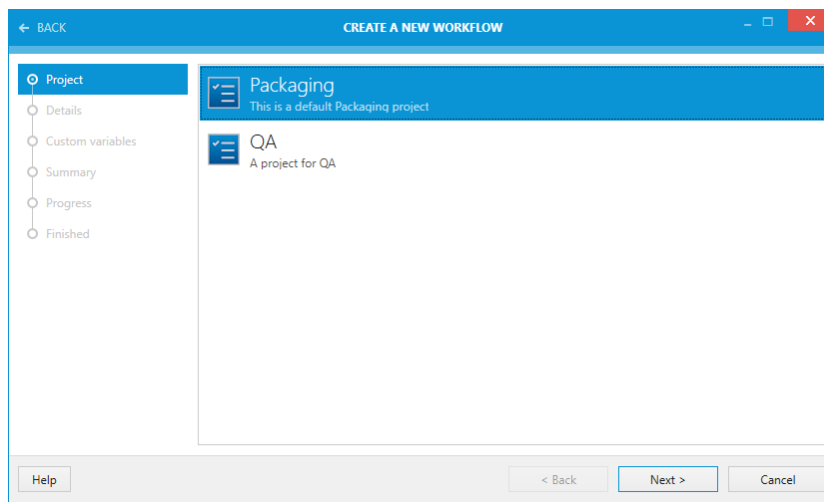 ← BACK
CREATE A NEW WORKFLOW
Project
Details
Custom variables
Summary
Progress
Finished
Packaging
This is a default Packaging project
QA
A project for QA
Help
< Back
Next >
Cancel